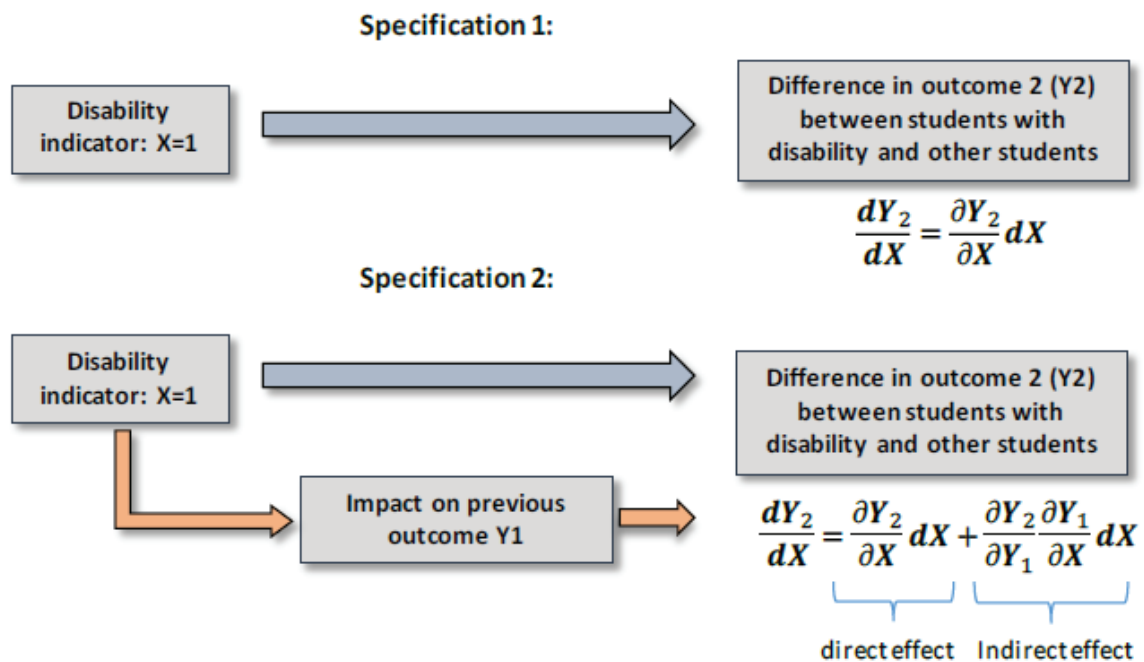 Specification 1:
Disability
indicator: X=1
Difference in outcome 2 (Y2)
between students with
disability and other students
dY₂/dX = ∂Y₂/∂X dX
Specification 2:
Disability
indicator: X=1
Difference in outcome 2 (Y2)
between students with
disability and other students
Impact on previous
outcome Y1
dY₂/dX = ∂Y₂/∂X dX + ∂Y₂/∂Y₁ ∂Y₁/∂X dX
direct effect Indirect effect